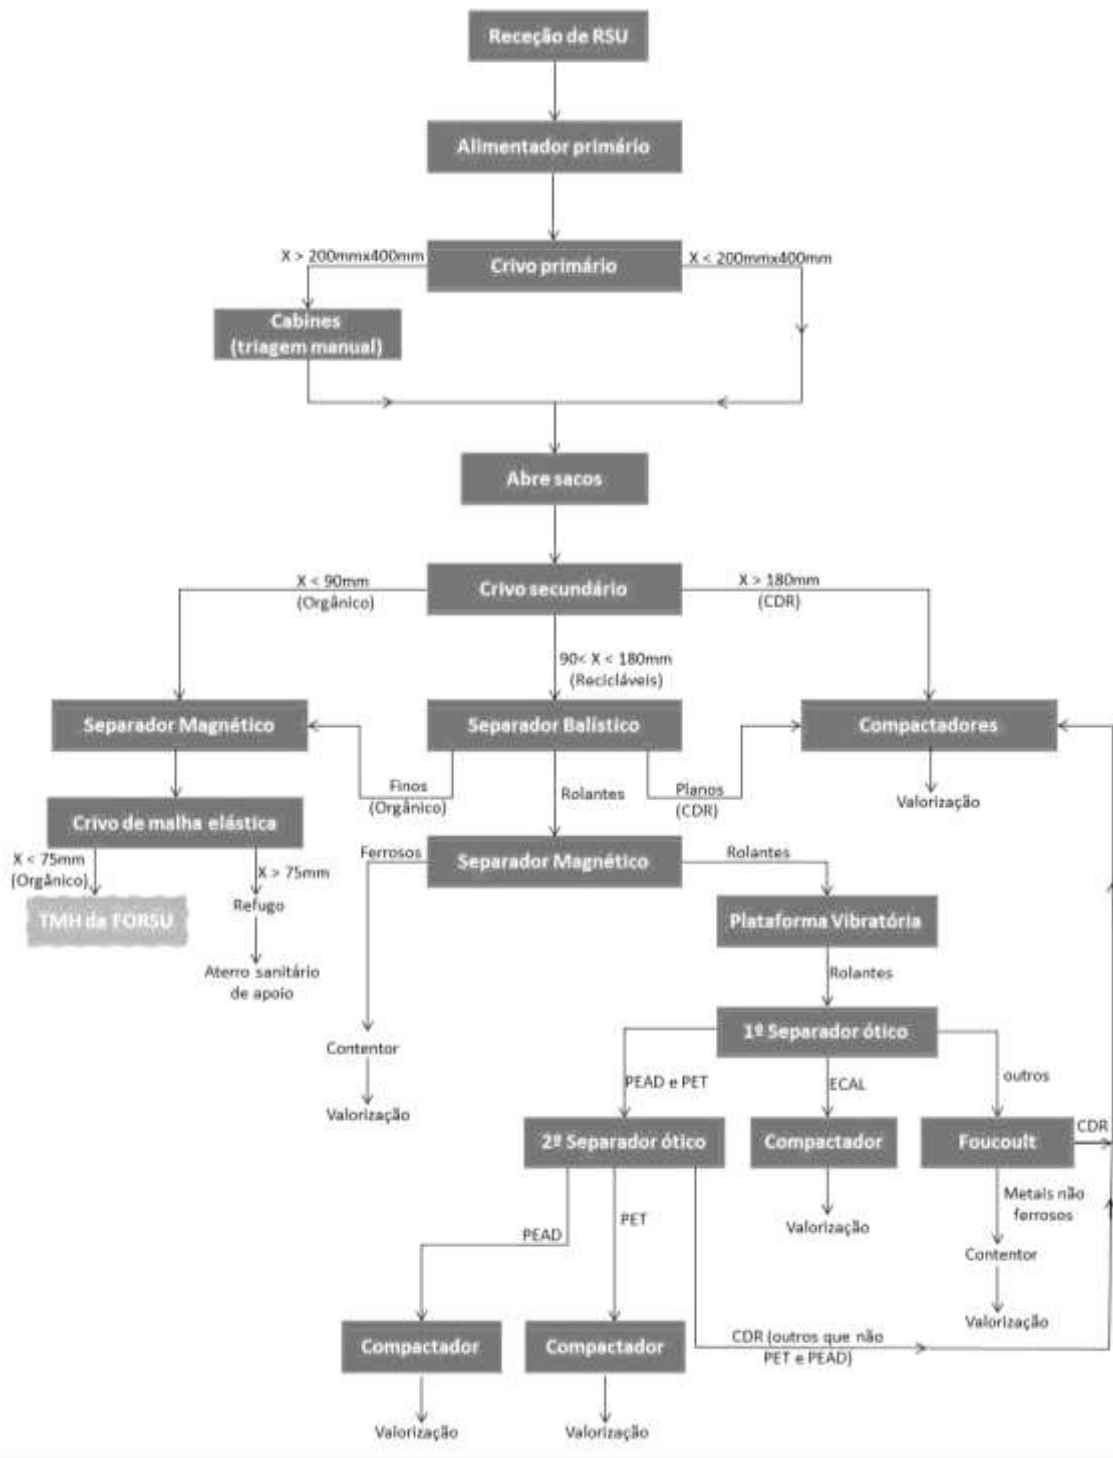 Receção de RSU
Alimentador primário
X > 200mmx400mm
Crivo primário
X < 200mmx400mm
Cabines
(triagem manual)
Abre sacos
X < 90mm
(Orgânico)
Crivo secundário
X > 180mm
(CDR)
90< X < 180mm
(Recicláveis)
Separador Magnético
Separador Balístico
Compactadores
Finos
(Orgânico)
Rolantes
Planos
(CDR)
Valorização
Crivo de malha elástica
Ferrosos
Separador Magnético
Rolantes
X < 75mm
(Orgânico)
X > 75mm
TMH da FORSU
Refugo
Plataforma Vibratória
Aterro sanitário
de apoio
Rolantes
1º Separador ótico
Contentor
PEAD e PET
ECAL
outros
Valorização
2º Separador ótico
Compactador
Foucoult
CDR
PEAD
PET
Valorização
Metais não
ferrosos
Contentor
Valorização
Compactador
Compactador
CDR (outros que não
PET e PEAD)
Valorização
Valorização